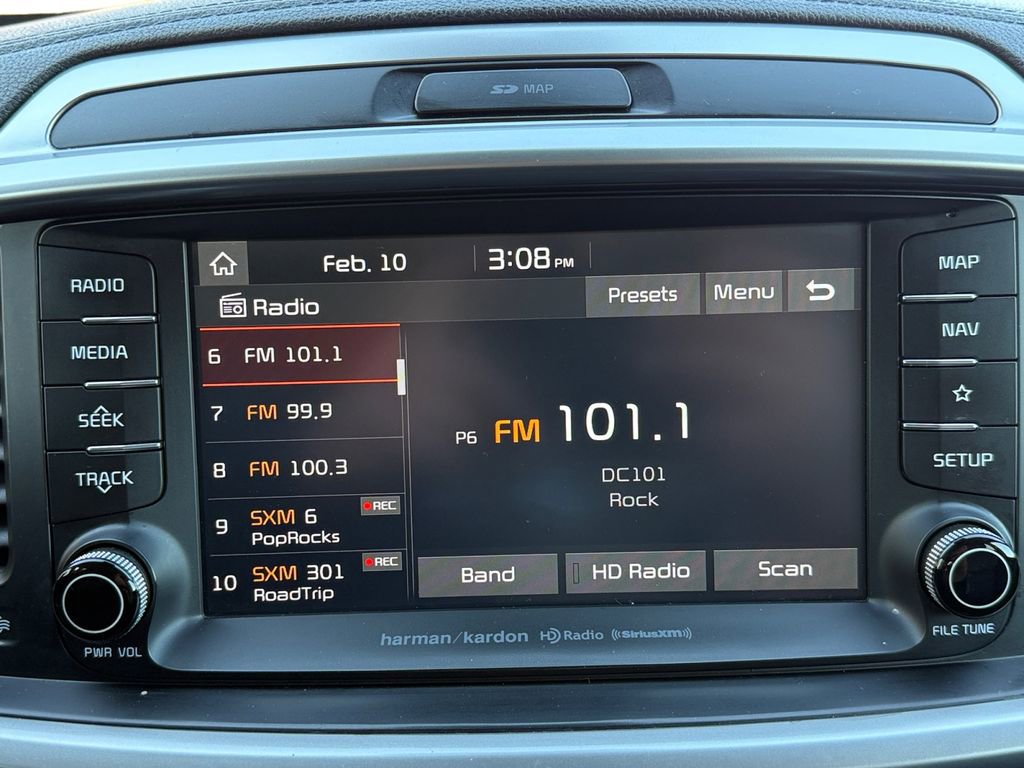 SD MAP
RADIO
MEDIA
SEEK
TRACK
PWR VOL
Feb. 10
3:08 PM
Radio
Presets
Menu
6 FM 101.1
7 FM 99.9
8 FM 100.3
9 SXM 6
REC
PopRocks
10 SXM 301
REC
RoadTrip
P6 FM 101.1
DC101
Rock
Band
HD Radio
Scan
harman/kardon HD Radio ((SiriusXM))
MAP
NAV
SETUP
FILE TUNE